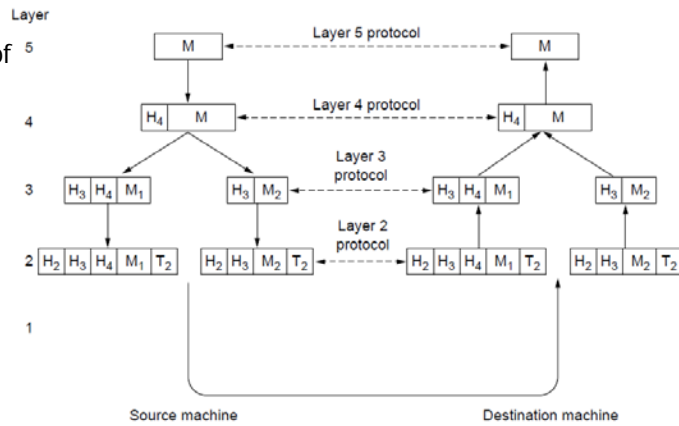 Layer
of
5 M Layer 5 protocol M
4 H4 M Layer 4 protocol H4 M
Layer 3
protocol
3 H3 H4 M1 H3 M2 H3 H4 M1 H3 M2
Layer 2
protocol
2 H2 H3 H4 M1 T2 H2 H3 M2 T2 H2 H3 H4 M1 T2 H2 H3 M2 T2
1
Source machine Destination machine